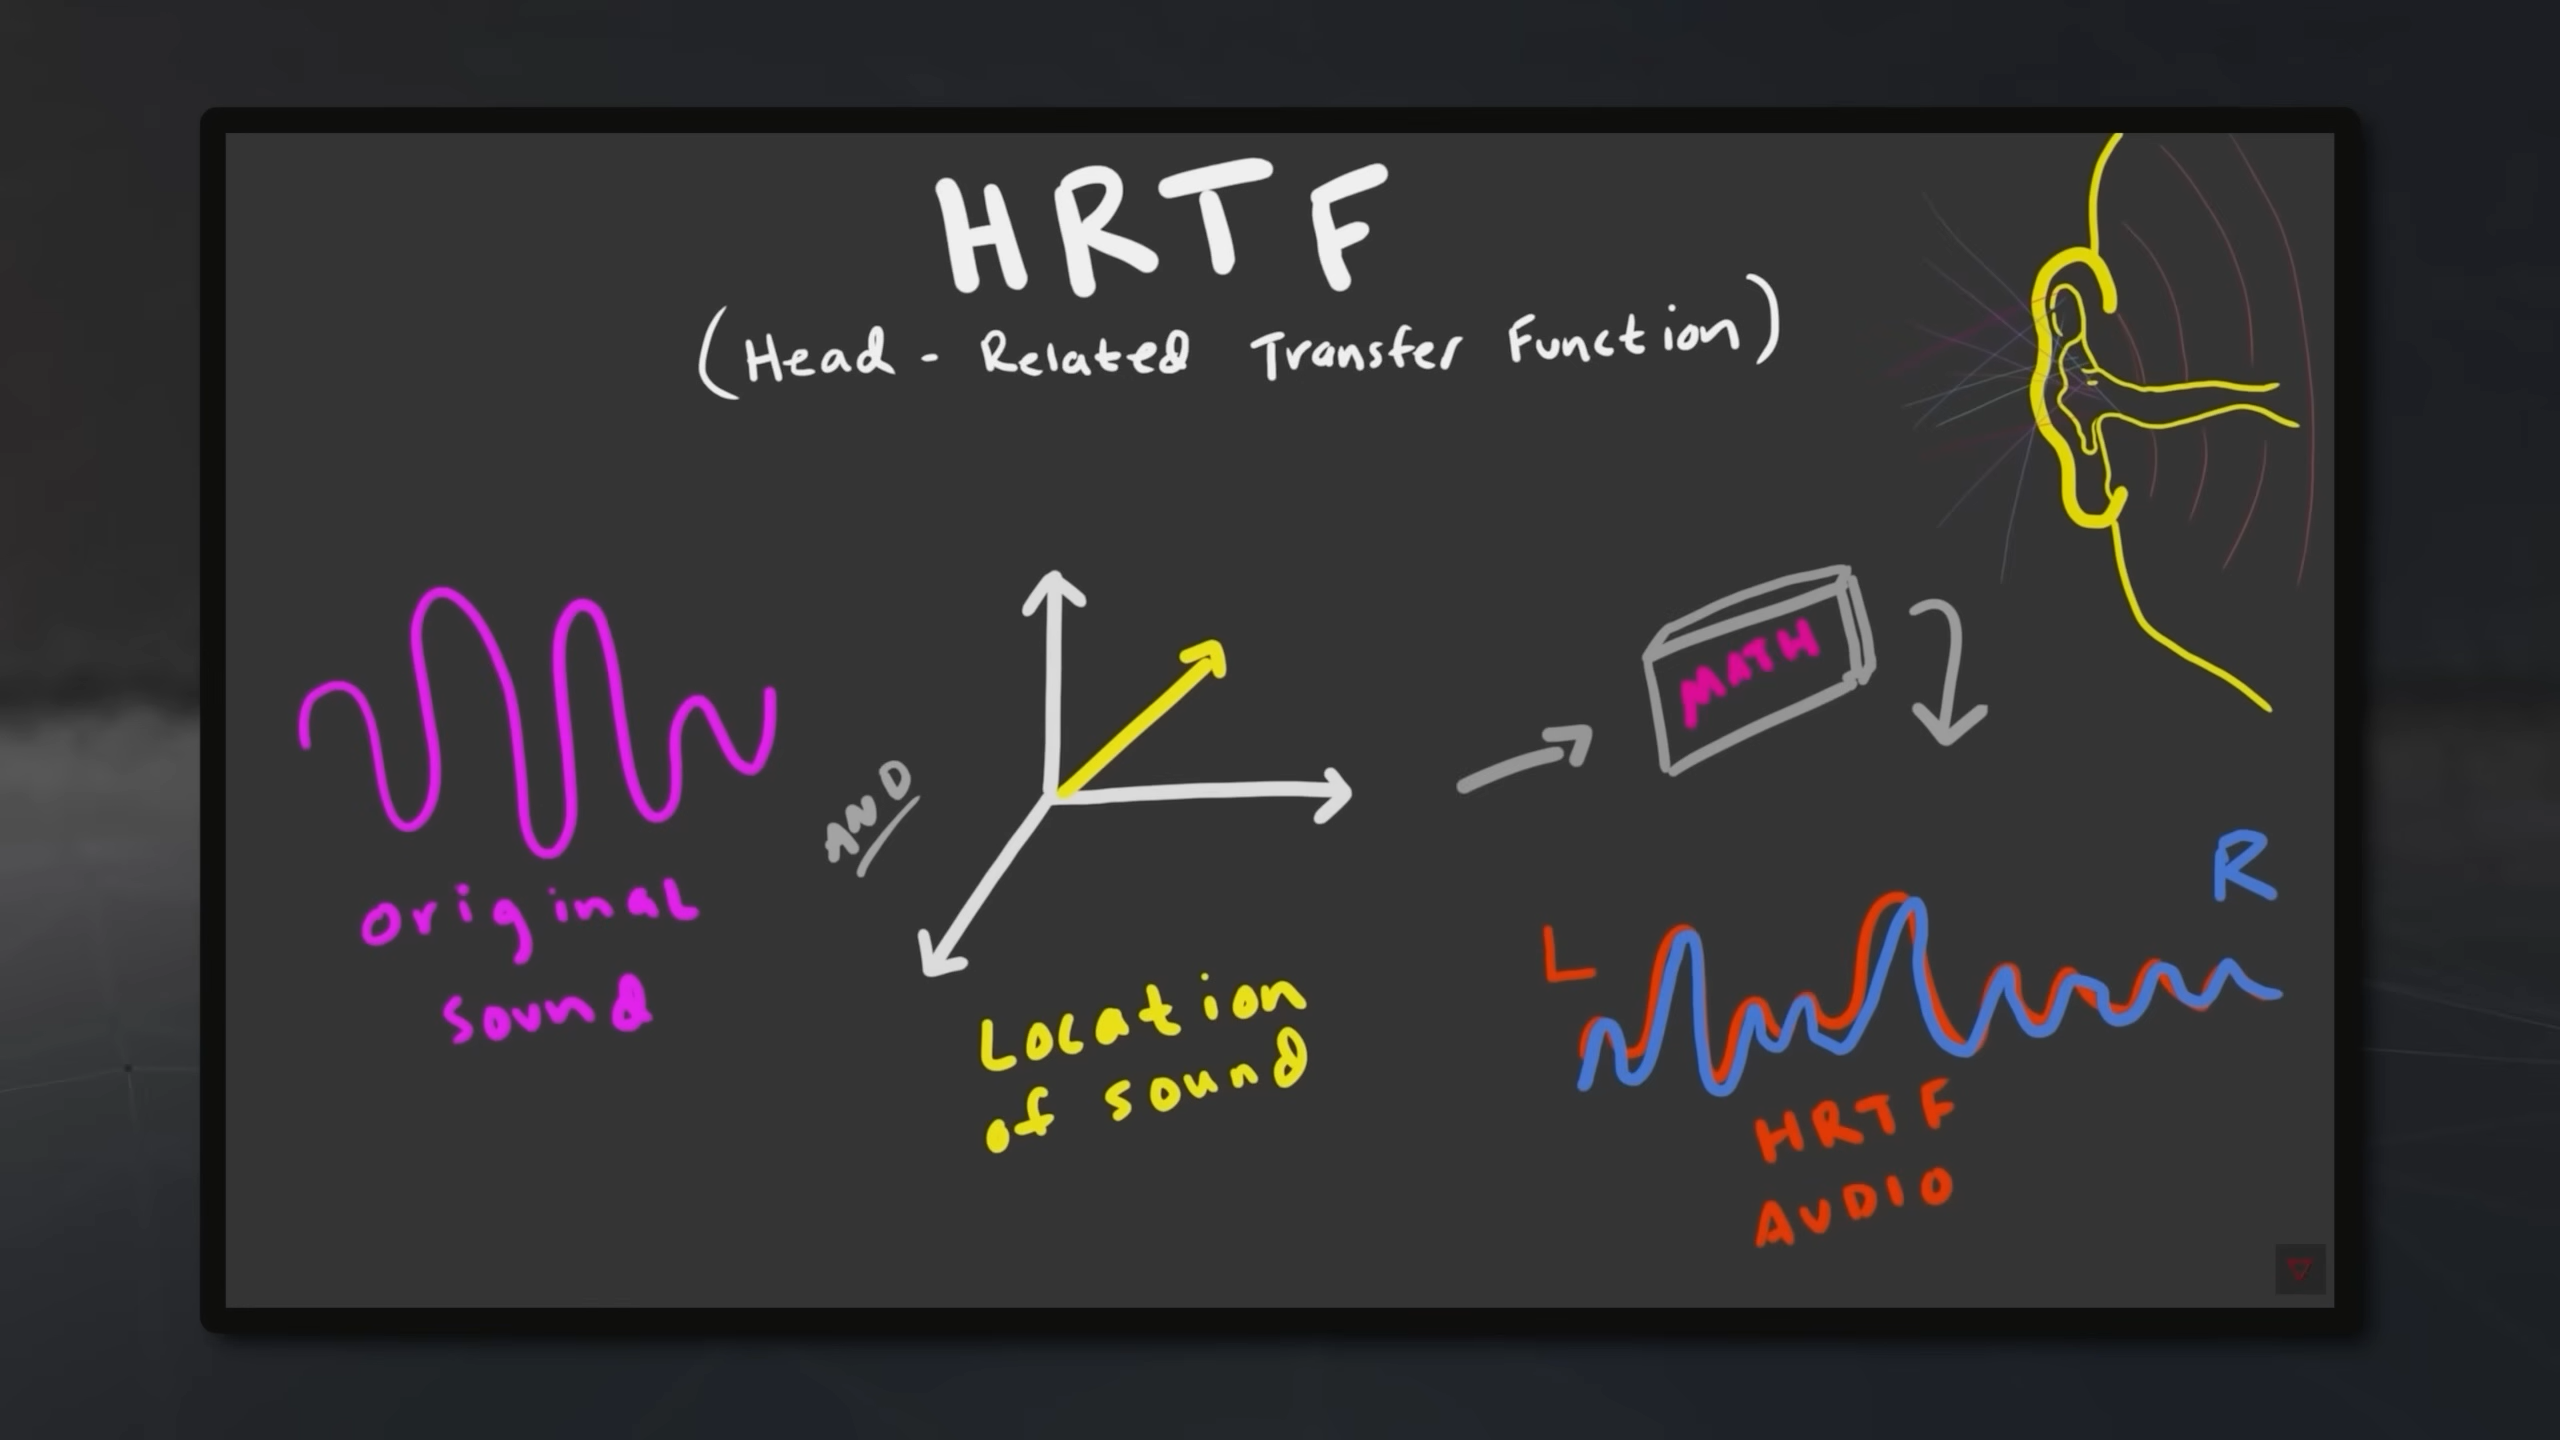 HRTF
(Head-Related Transfer Function)
original
sound
AND
Location
of sound
MATH
L
R
HRTF
AUDIO